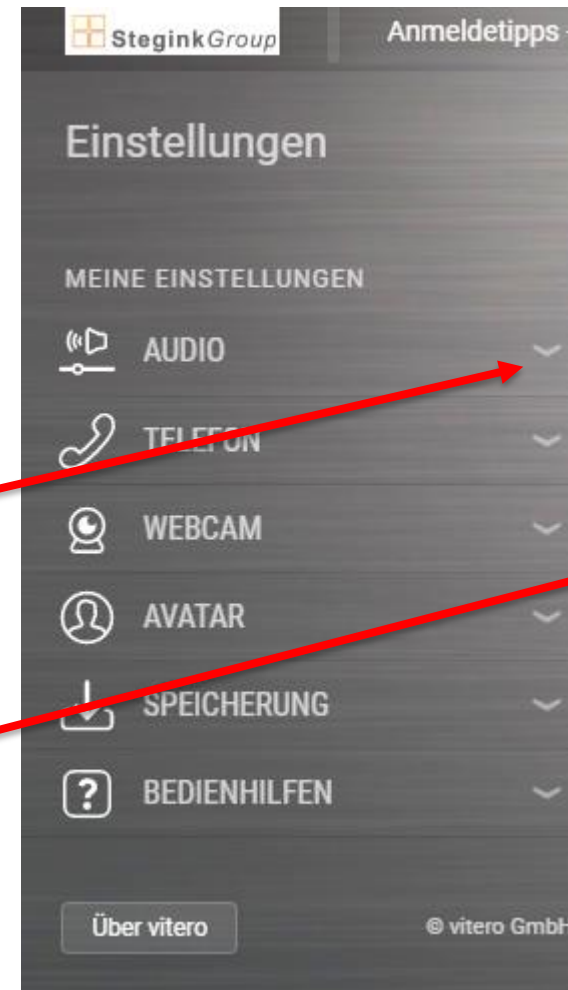 SteginkGroup
Anmeldetipps
Einstellungen
MEINE EINSTELLUNGEN
AUDIO
TELEFON
WEBCAM
AVATAR
SPEICHERUNG
BEDIENHILFEN
Über vitero
© vitero GmbH